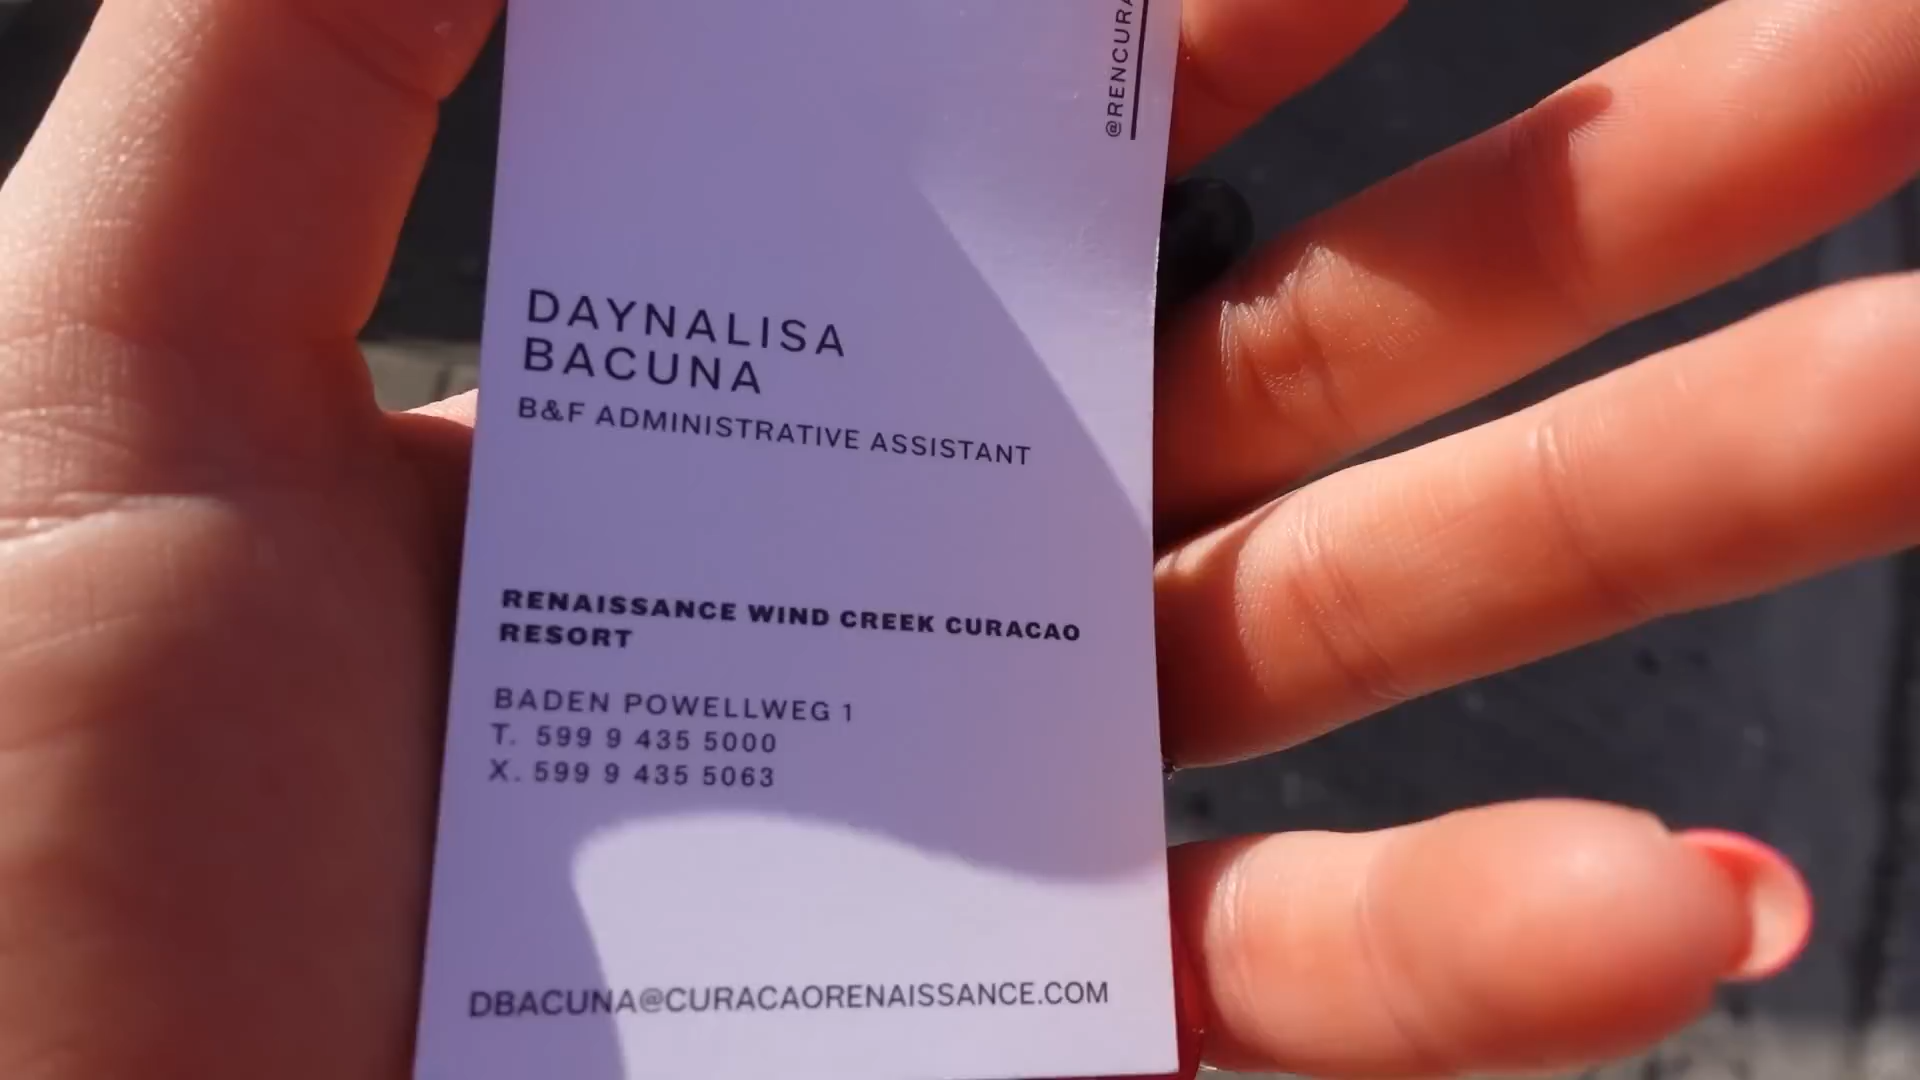 @RENCURA
DAYNALISA
BACUNA
B&F ADMINISTRATIVE ASSISTANT
RENAISSANCE WIND CREEK CURACAO
RESORT
BADEN POWELLWEG 1
T. 599 9 435 5000
X. 599 9 435 5063
DBACUNA@CURACAORENAISSANCE.COM